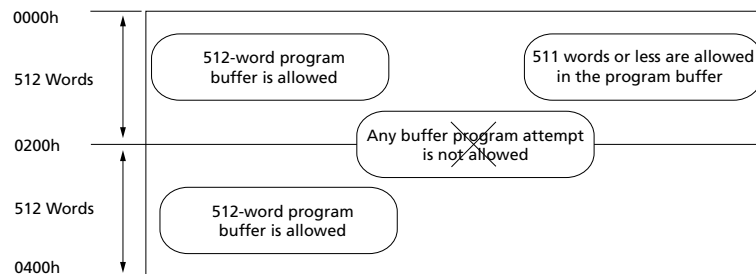 0000h
512 Words
512-word program
buffer is allowed
511 words or less are allowed
in the program buffer
0200h
Any buffer program attempt
is not allowed
512 Words
512-word program
buffer is allowed
0400h